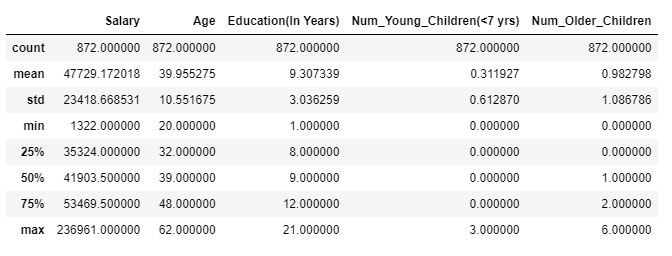 Salary Age Education(In Years) Num_Young_Children(<7 yrs) Num_Older_Children
count 872.000000 872.000000 872.000000 872.000000 872.000000
mean 47729.172018 39.955275 9.307339 0.311927 0.982798
std 23418.668531 10.551675 3.036259 0.612870 1.086786
min 1322.000000 20.000000 1.000000 0.000000 0.000000
25% 35324.000000 32.000000 8.000000 0.000000 0.000000
50% 41903.500000 39.000000 9.000000 0.000000 1.000000
75% 53469.500000 48.000000 12.000000 0.000000 2.000000
max 236961.000000 62.000000 21.000000 3.000000 6.000000